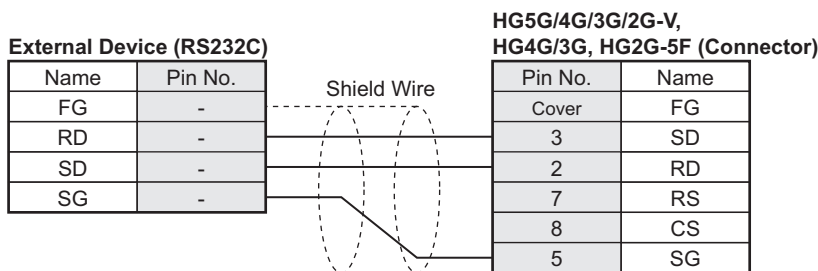 HG5G/4G/3G/2G-V,
External Device (RS232C)
HG4G/3G, HG2G-5F (Connector)
Name Pin No.
Shield Wire
Pin No. Name
FG -
Cover FG
RD -
3 SD
SD -
2 RD
SG -
7 RS
8 CS
5 SG